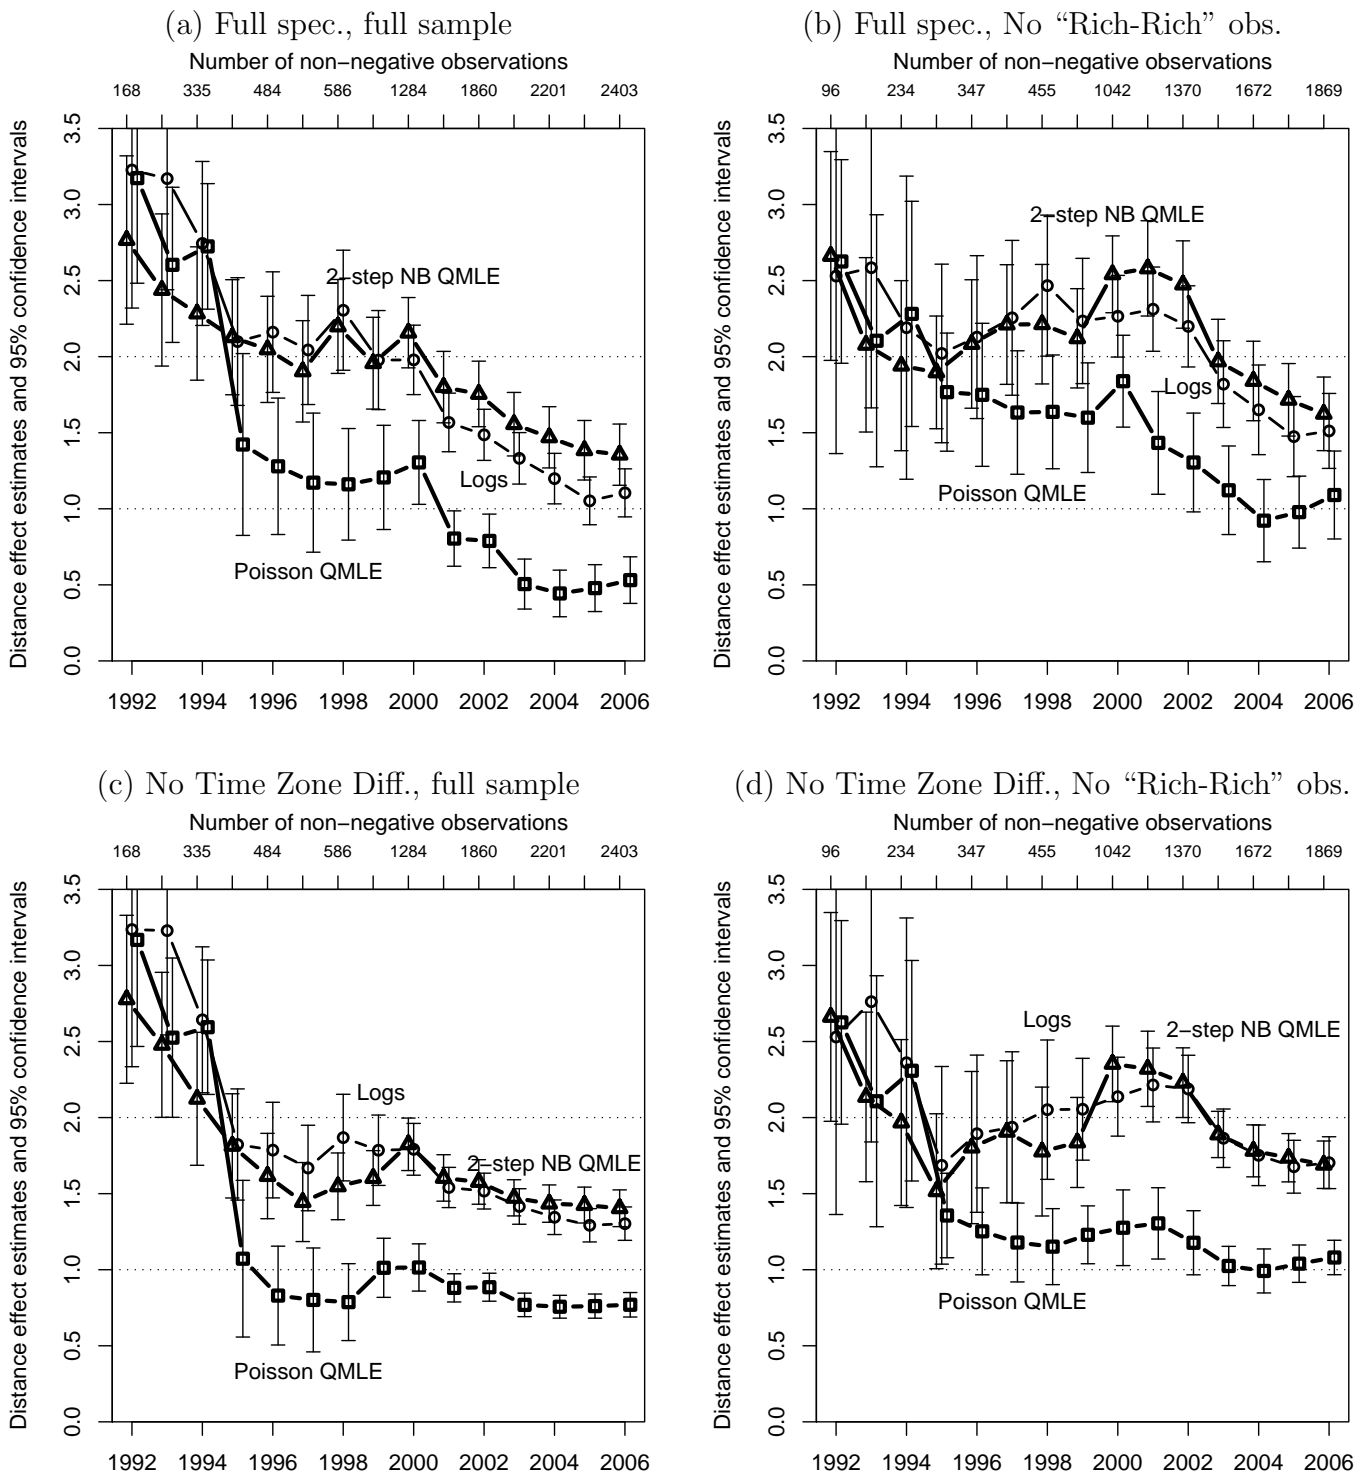 (a) Full spec., full sample
Number of non−negative observations
168 335 484 586 1284 1860 2201 2403
Distance effect estimates and 95% confidence intervals
3.5
3.0
2.5
2.0
1.5
1.0
0.5
0.0
2−step NB QMLE
Logs
Poisson QMLE
1992 1994 1996 1998 2000 2002 2004 2006
(b) Full spec., No “Rich-Rich” obs.
Number of non−negative observations
96 234 347 455 1042 1370 1672 1869
Distance effect estimates and 95% confidence intervals
3.5
3.0
2.5
2.0
1.5
1.0
0.5
0.0
2−step NB QMLE
Logs
Poisson QMLE
1992 1994 1996 1998 2000 2002 2004 2006
(c) No Time Zone Diff., full sample
Number of non−negative observations
168 335 484 586 1284 1860 2201 2403
Distance effect estimates and 95% confidence intervals
3.5
3.0
2.5
2.0
1.5
1.0
0.5
0.0
Logs
2−step NB QMLE
Poisson QMLE
1992 1994 1996 1998 2000 2002 2004 2006
(d) No Time Zone Diff., No “Rich-Rich” obs.
Number of non−negative observations
96 234 347 455 1042 1370 1672 1869
Distance effect estimates and 95% confidence intervals
3.5
3.0
2.5
2.0
1.5
1.0
0.5
0.0
Logs
2−step NB QMLE
Poisson QMLE
1992 1994 1996 1998 2000 2002 2004 2006